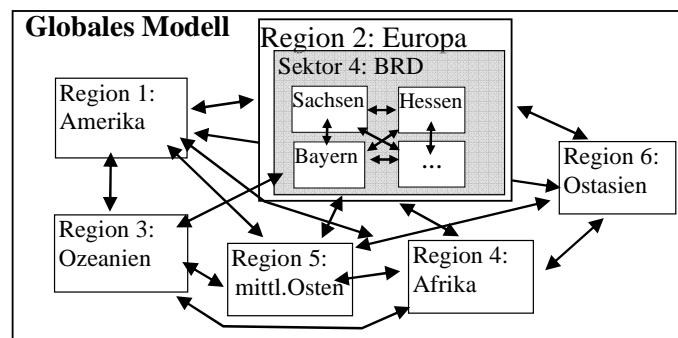 Globales Modell
Region 2: Europa
Sektor 4: BRD
Sachsen
Hessen
Bayern
...
Region 1:
Amerika
Region 6:
Ostasien
Region 3:
Ozeanien
Region 5:
mittl.Osten
Region 4:
Afrika